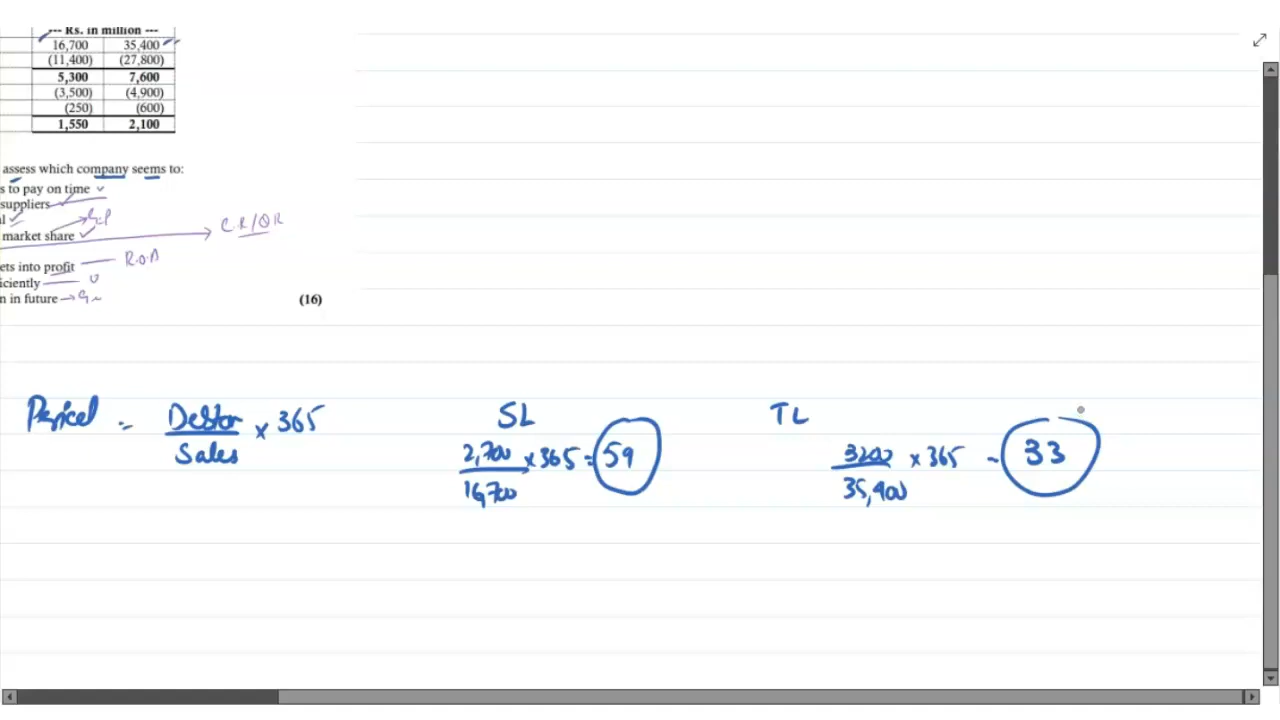 --- Rs. in million ---
16,700 35,400
(11,400) (27,800)
5,300 7,600
(3,500) (4,900)
(250) (600)
1,550 2,100
assess which company seems to:
s to pay on time
suppliers
l
market share
G.P
C.R/QR
ets into profit
R.O.A
iciently
n in future
(16)
Period = Debtor / Sales × 365
SL
2,700 / 16,700 × 365 = 59
TL
3200 / 35,400 × 365 = 33